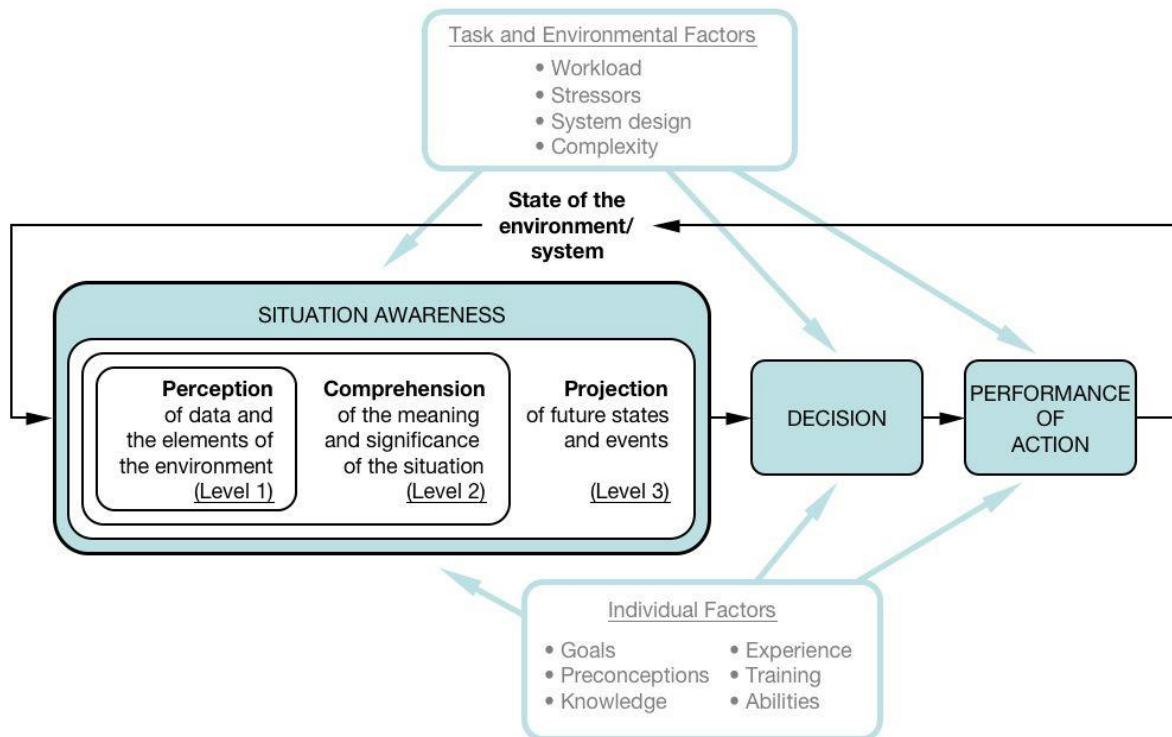 Task and Environmental Factors
• Workload
• Stressors
• System design
• Complexity
State of the
environment/
system
SITUATION AWARENESS
Perception
of data and
the elements of
the environment
(Level 1)
Comprehension
of the meaning
and significance
of the situation
(Level 2)
Projection
of future states
and events
(Level 3)
DECISION
PERFORMANCE
OF
ACTION
Individual Factors
• Goals
• Preconceptions
• Knowledge
• Experience
• Training
• Abilities